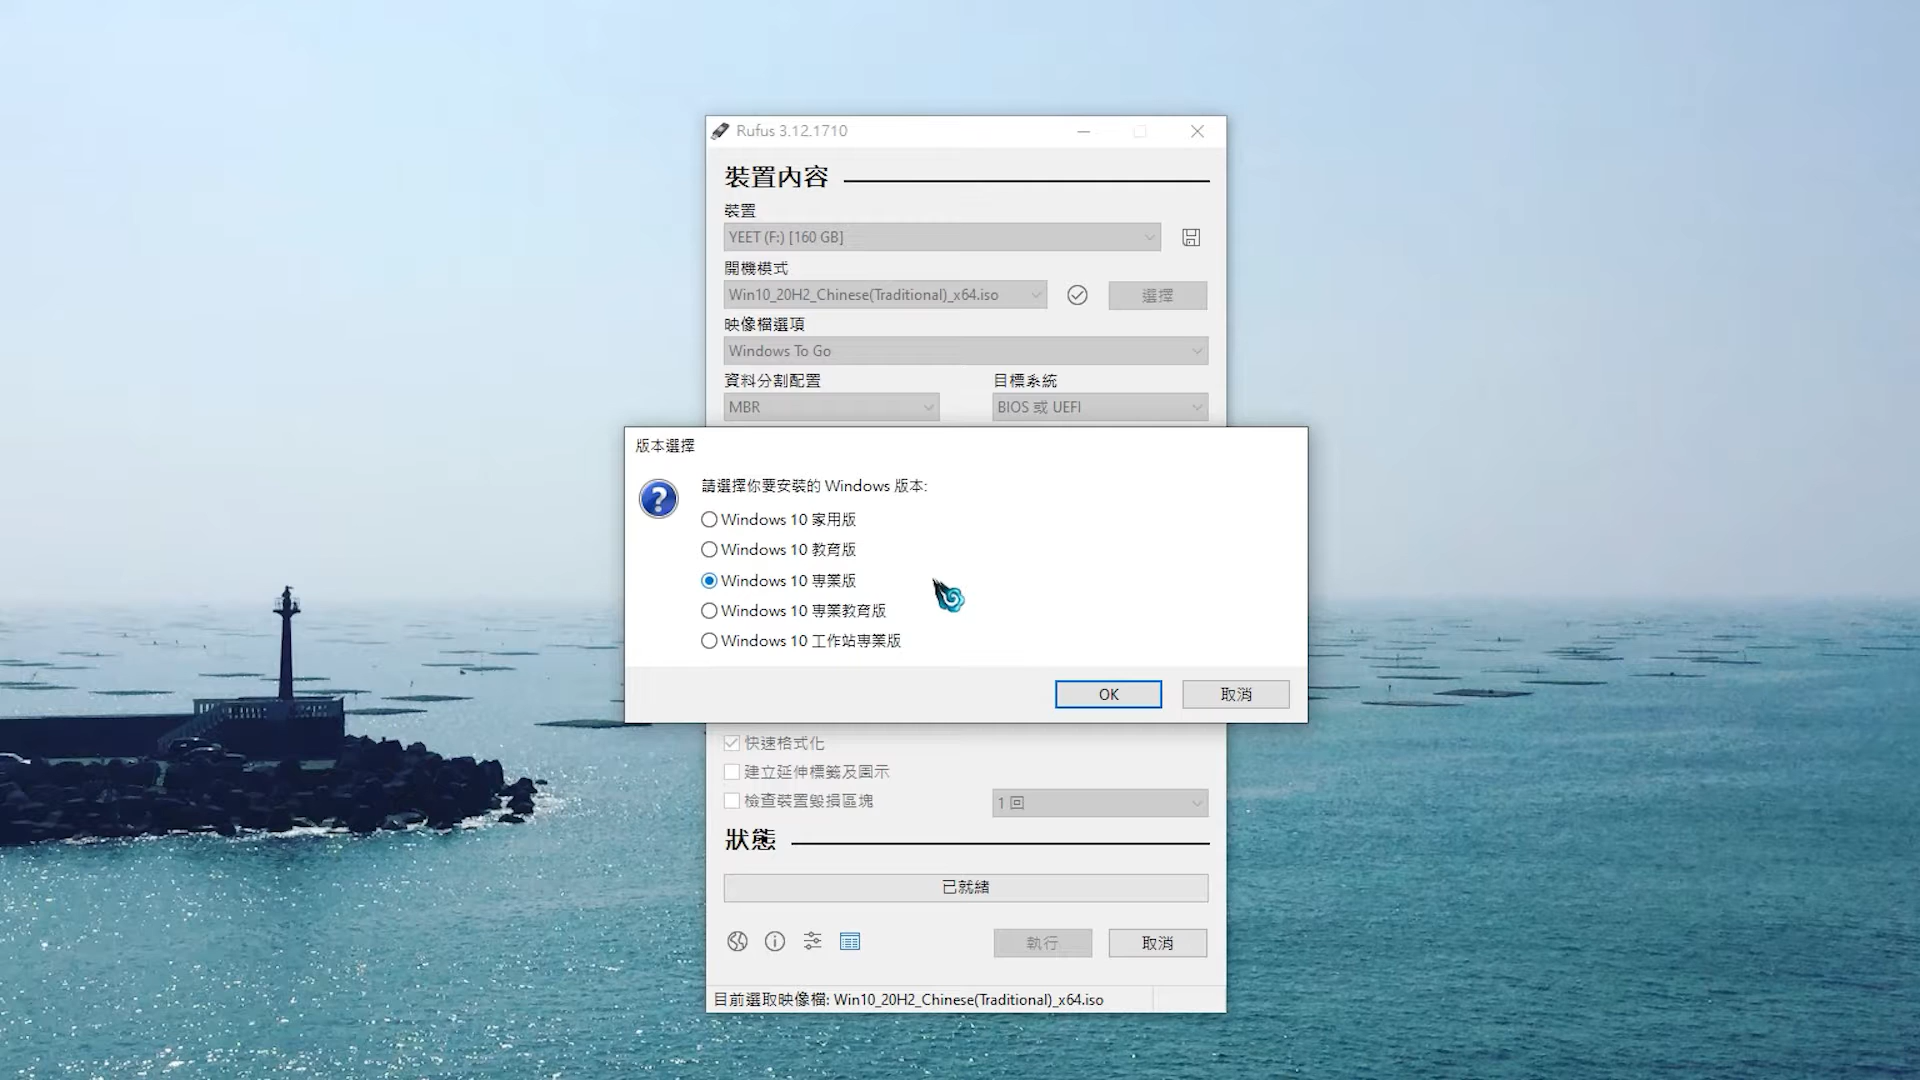 Rufus 3.12.1710
裝置內容
裝置
YEET (F:) [160 GB]
開機模式
Win10_20H2_Chinese(Traditional)_x64.iso
選擇
映像檔選項
Windows To Go
資料分割配置
目標系統
MBR
BIOS 或 UEFI
版本選擇
請選擇你要安裝的 Windows 版本:
Windows 10 家用版
Windows 10 教育版
Windows 10 專業版
Windows 10 專業教育版
Windows 10 工作站專業版
OK
取消
快速格式化
建立延伸標籤及圖示
檢查裝置毀損區塊
1 回
狀態
已就緒
執行
取消
目前選取映像檔: Win10_20H2_Chinese(Traditional)_x64.iso